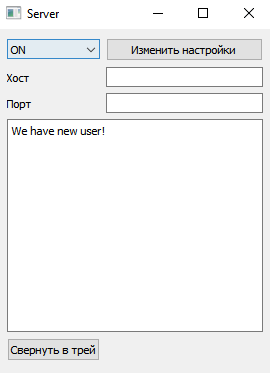 Server
ON
Изменить настройки
Хост
Порт
We have new user!
Свернуть в трей